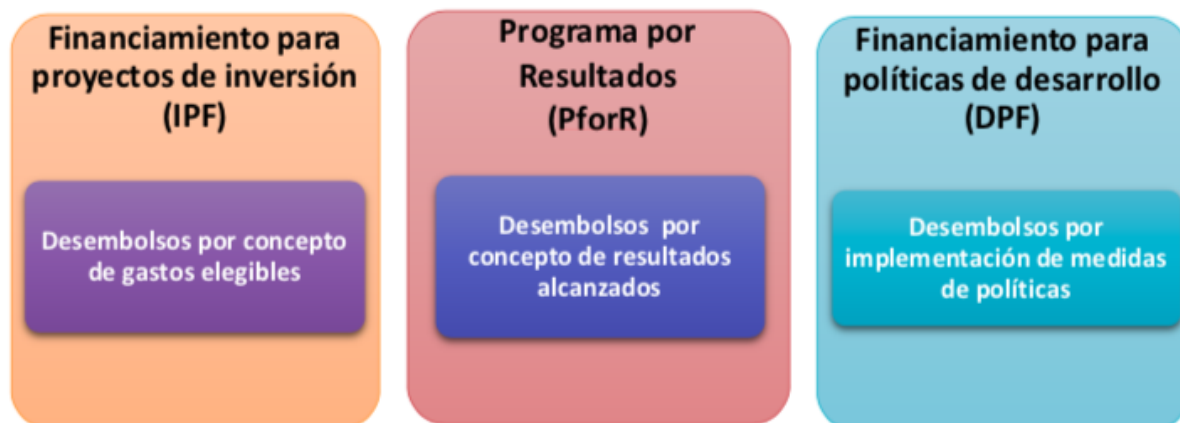 Financiamiento para
proyectos de inversión
(IPF)
Desembolsos por concepto
de gastos elegibles
Programa por
Resultados
(PforR)
Desembolsos por
concepto de resultados
alcanzados
Financiamiento para
políticas de desarrollo
(DPF)
Desembolsos por
implementación de medidas
de políticas